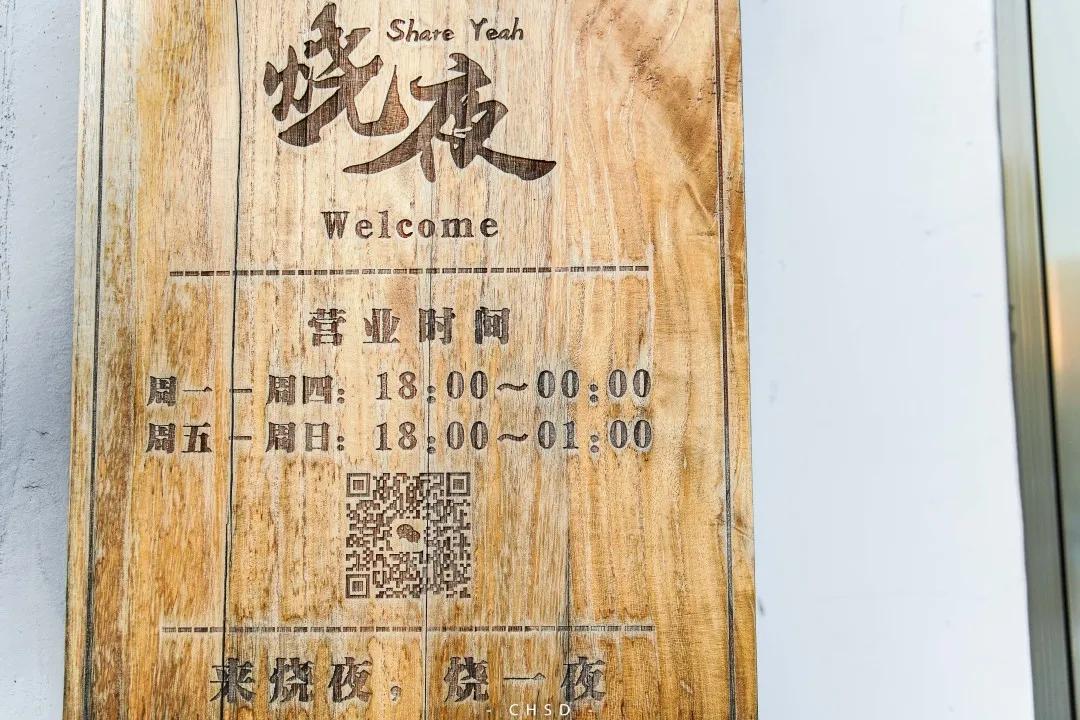 Share Yeah
烧夜
Welcome
营业时间
周一－周四：18:00～00:00
周五－周日：18:00～01:00
来烧夜，烧一夜
- CHSD -